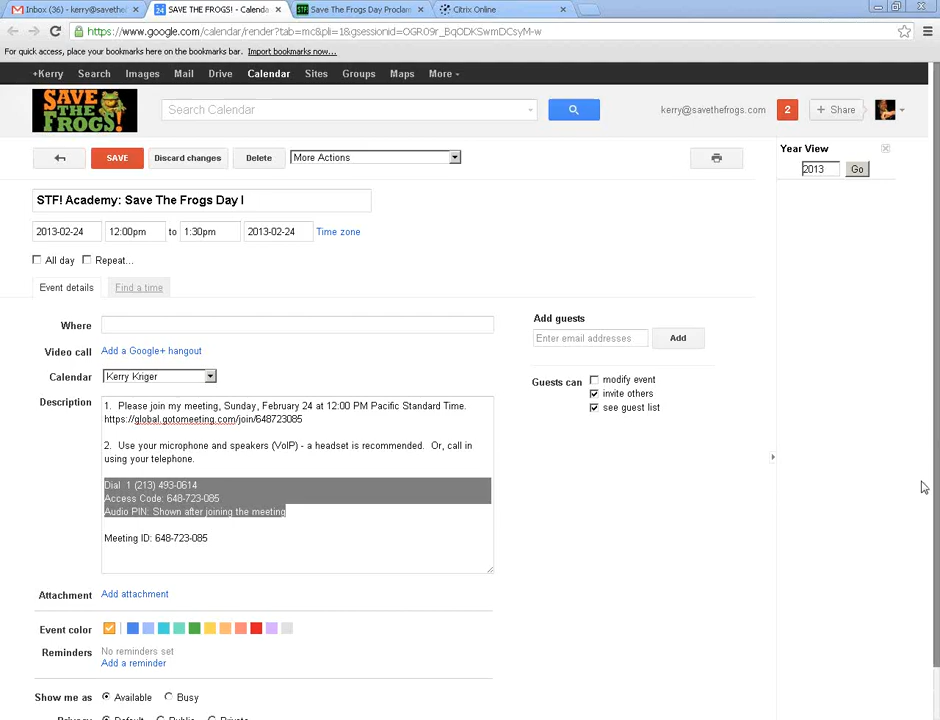 Inbox (36) - kerry@savethef
SAVE THE FROGS! - Calenda
Save The Frogs Day Proclam
Citrix Online
https://www.google.com/calendar/render?tab=mc&pli=1&gsessionid=OGR09r_BqODKSwmDCsyM-w
For quick access, place your bookmarks here on the bookmarks bar. Import bookmarks now...
+Kerry Search Images Mail Drive Calendar Sites Groups Maps More
SAVE THE FROGS!
Search Calendar
kerry@savethefrogs.com 2 + Share
Year View
2013 Go
SAVE Discard changes Delete More Actions
STF! Academy: Save The Frogs Day I
2013-02-24 12:00pm to 1:30pm 2013-02-24 Time zone
All day Repeat...
Event details Find a time
Where
Video call Add a Google+ hangout
Calendar Kerry Kriger
Description
1. Please join my meeting, Sunday, February 24 at 12:00 PM Pacific Standard Time.
https://global.gotomeeting.com/join/648723085
2. Use your microphone and speakers (VoIP) - a headset is recommended. Or, call in
using your telephone.
Dial 1 (213) 493-0614
Access Code: 648-723-085
Audio PIN: Shown after joining the meeting
Meeting ID: 648-723-085
Add guests
Enter email addresses Add
Guests can modify event
invite others
see guest list
Attachment Add attachment
Event color
Reminders No reminders set
Add a reminder
Show me as Available Busy
Privacy Default Public Private